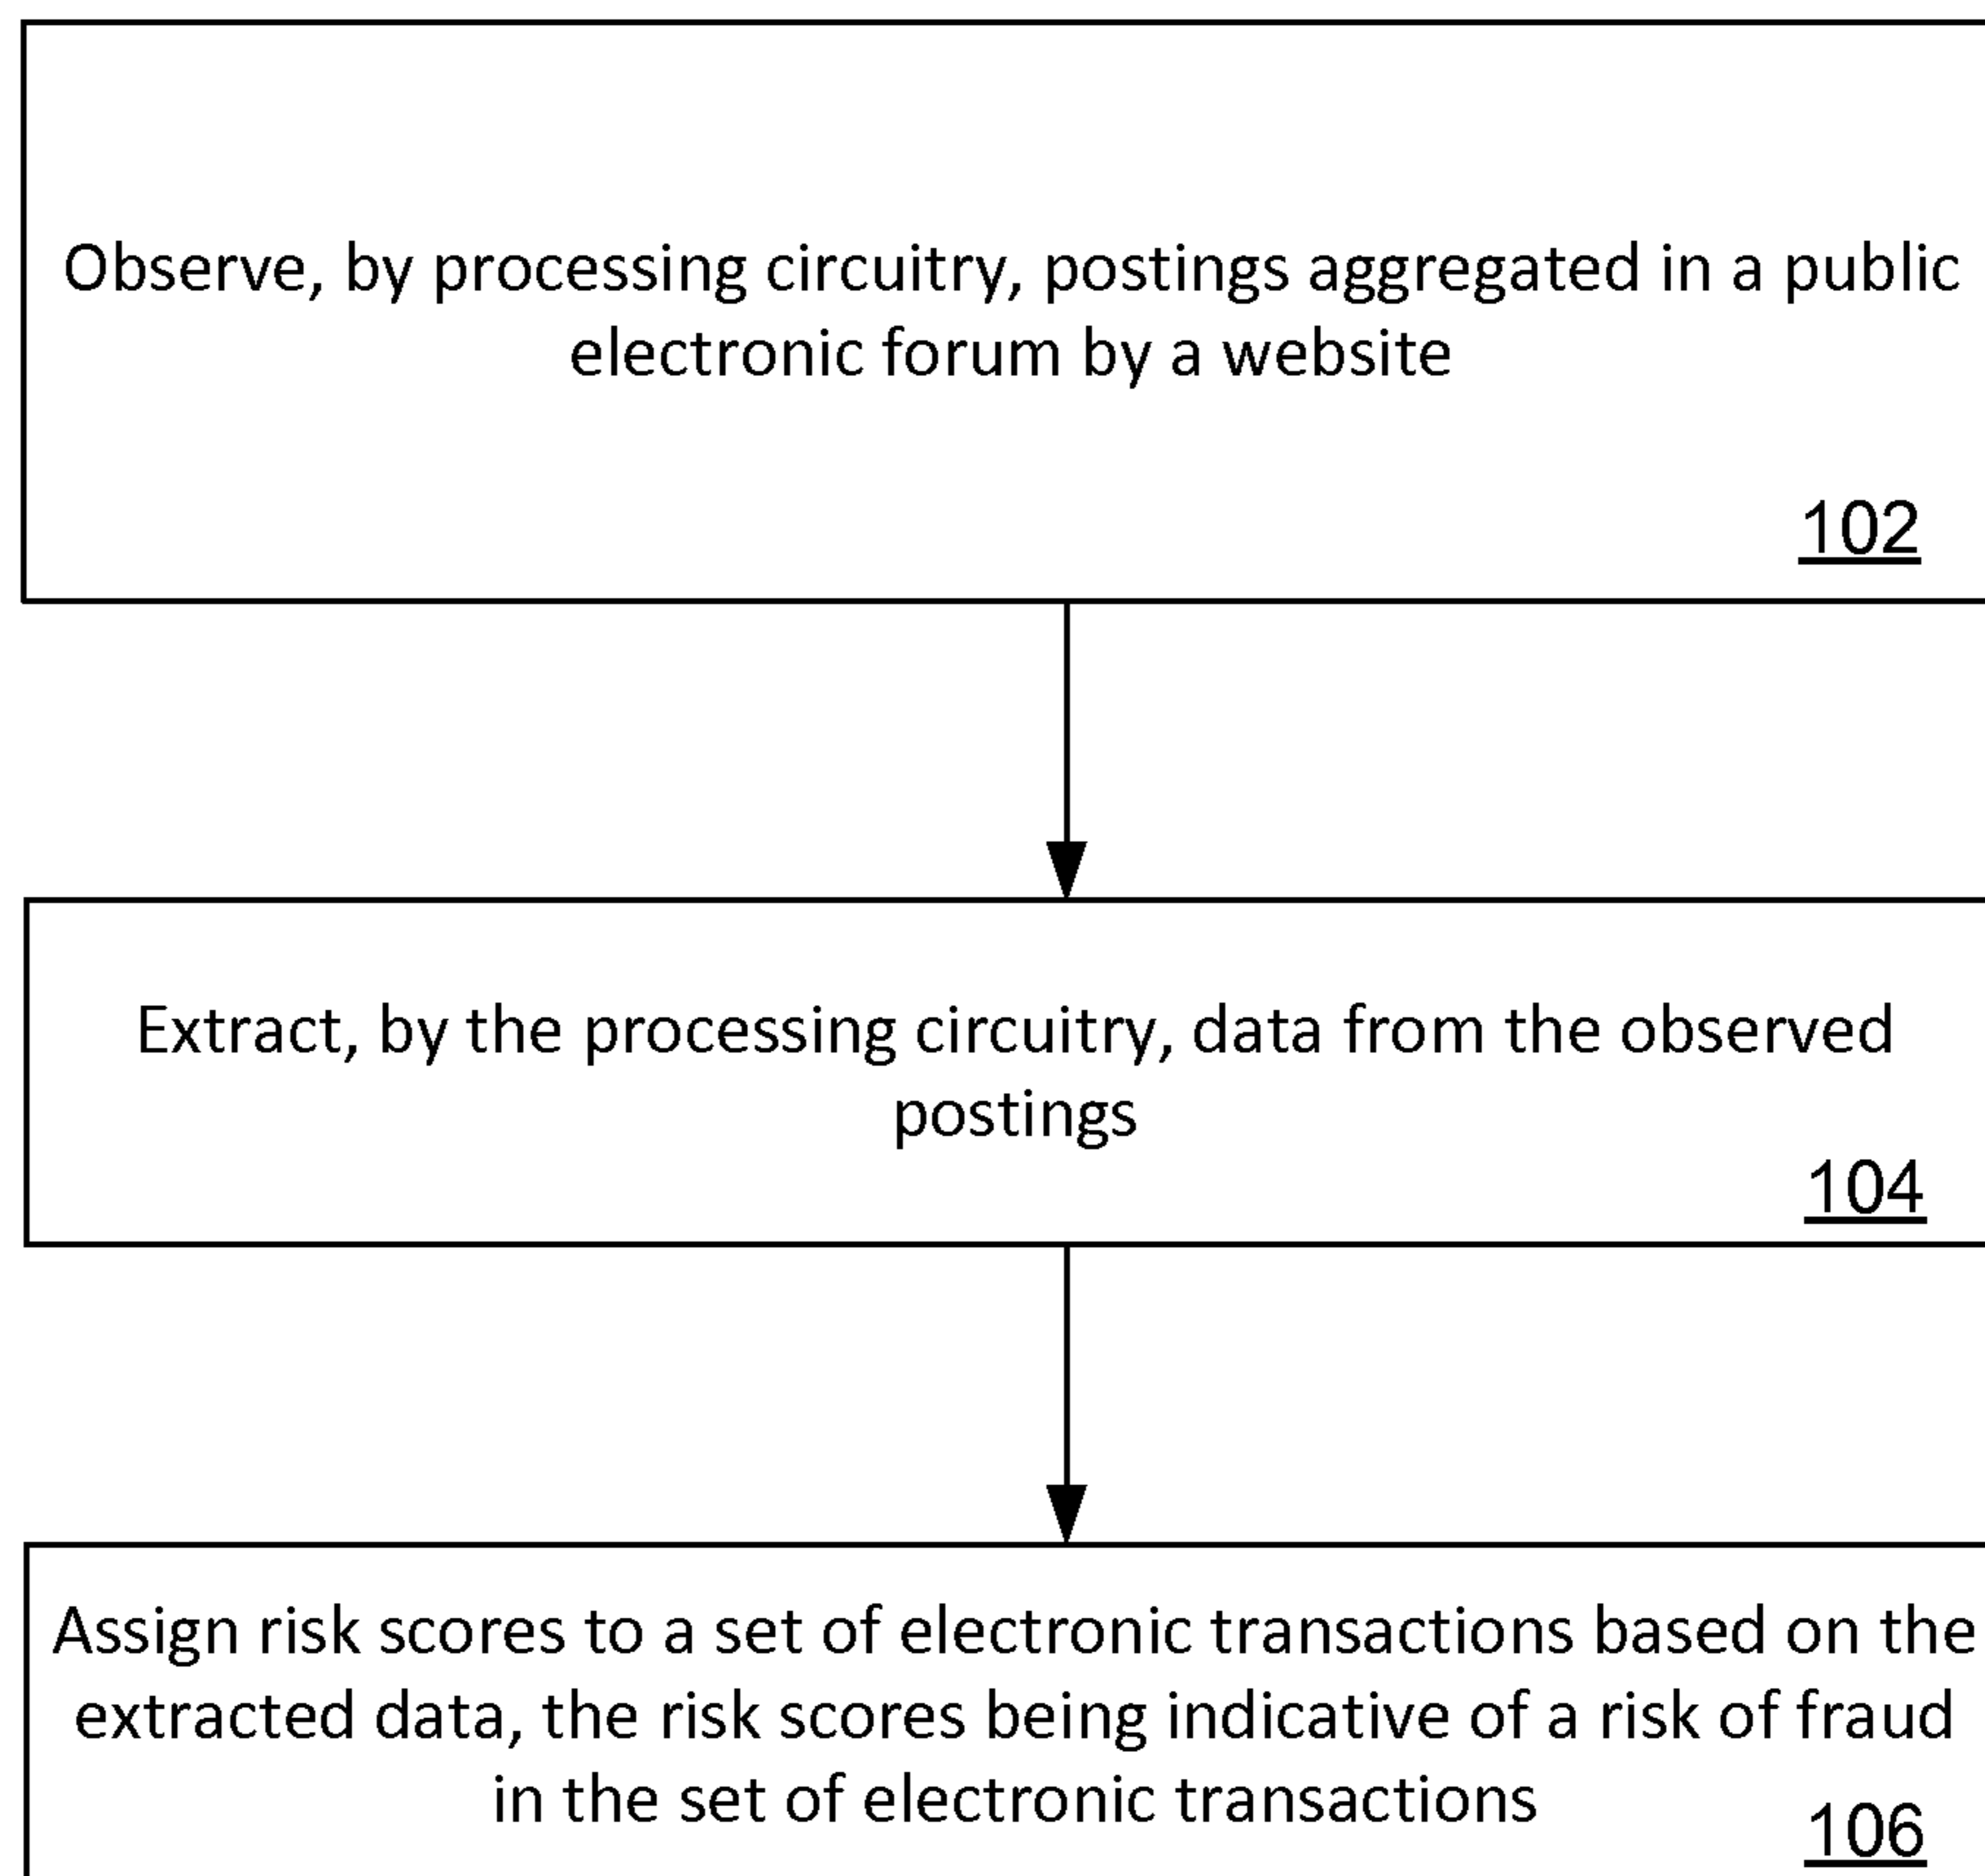 Observe, by processing circuitry, postings aggregated in a public
electronic forum by a website
102
Extract, by the processing circuitry, data from the observed
postings
104
Assign risk scores to a set of electronic transactions based on the
extracted data, the risk scores being indicative of a risk of fraud
in the set of electronic transactions
106